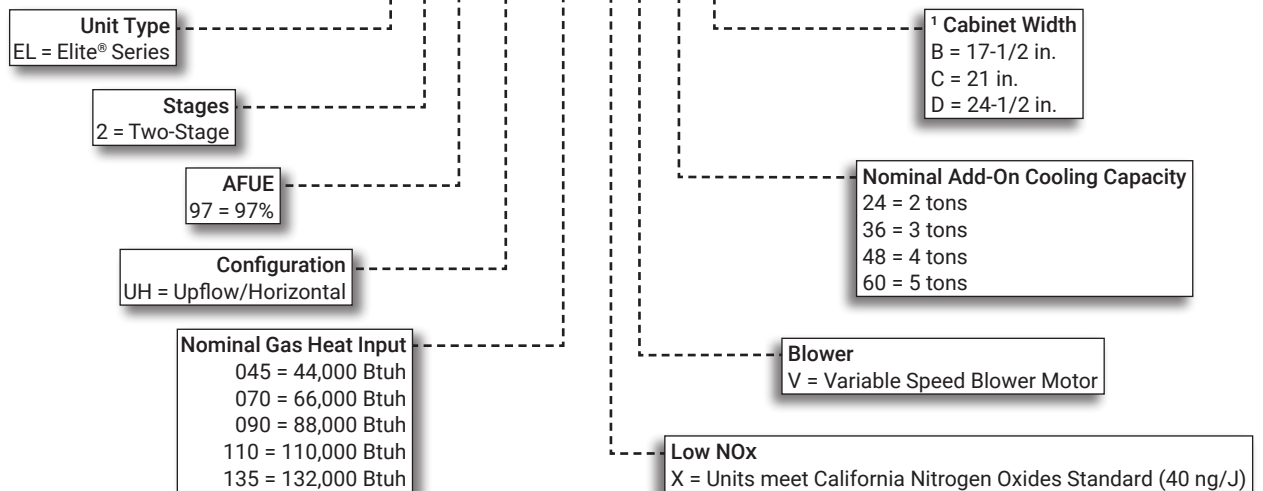 Unit Type
EL = Elite® Series
Stages
2 = Two-Stage
AFUE
97 = 97%
Configuration
UH = Upflow/Horizontal
Nominal Gas Heat Input
045 = 44,000 Btuh
070 = 66,000 Btuh
090 = 88,000 Btuh
110 = 110,000 Btuh
135 = 132,000 Btuh
¹ Cabinet Width
B = 17-1/2 in.
C = 21 in.
D = 24-1/2 in.
Nominal Add-On Cooling Capacity
24 = 2 tons
36 = 3 tons
48 = 4 tons
60 = 5 tons
Blower
V = Variable Speed Blower Motor
Low NOx
X = Units meet California Nitrogen Oxides Standard (40 ng/J)